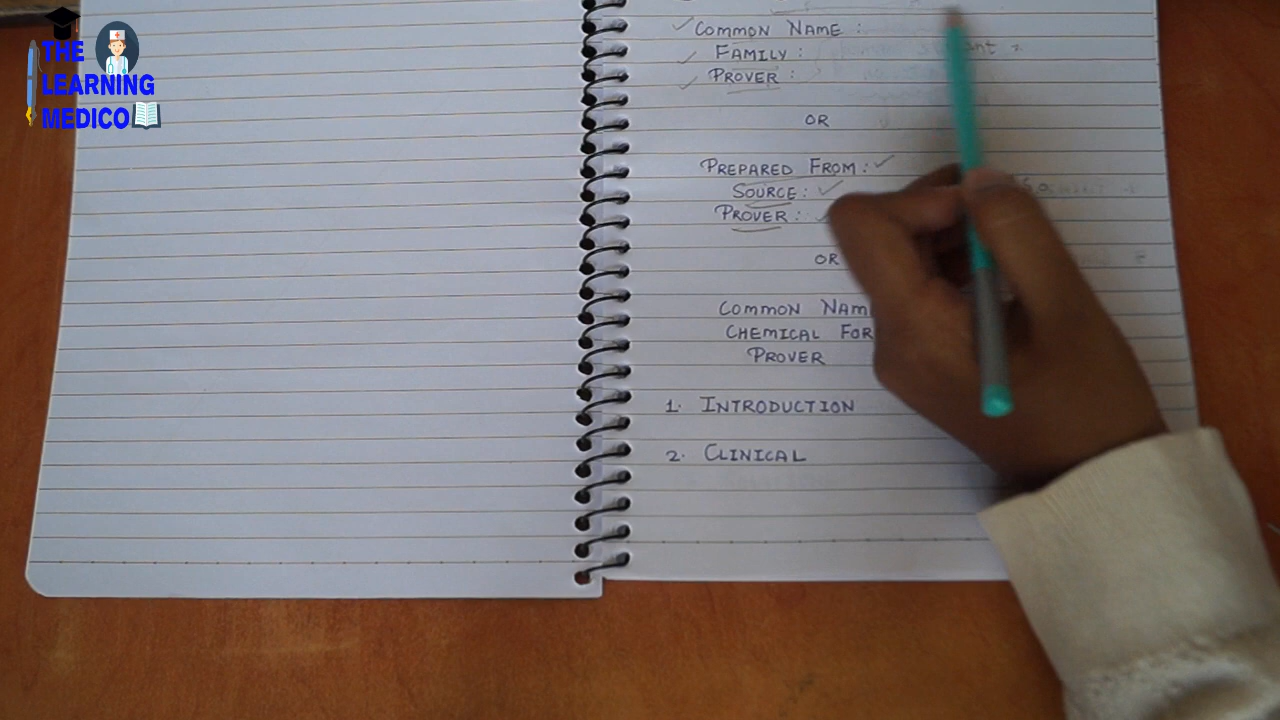 THE
LEARNING
MEDICO
COMMON NAME :
FAMILY :
PROVER :
OR
PREPARED FROM :
SOURCE :
PROVER :
OR
COMMON NAM
CHEMICAL FOR
PROVER
1. INTRODUCTION
2. CLINICAL